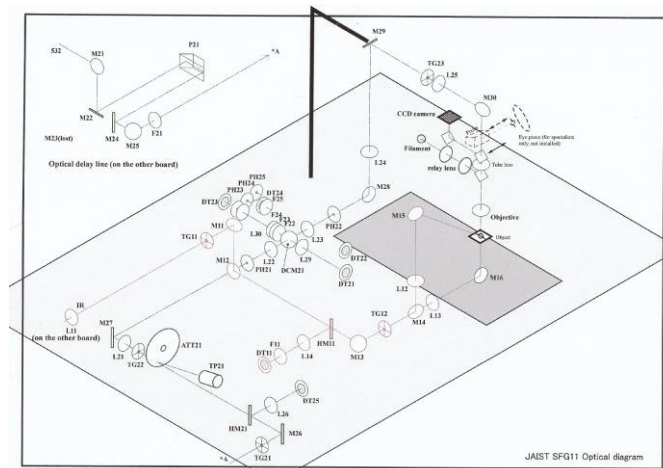 532
M21
P21
*A
M22
M24
M25
F21
M23(lost)
Optical delay line (on the other board)
M29
TG23
L25
M30
CCD camera
Eye piece (for spectators
only, not installed)
Filament
Tube lens
relay lens
L24
M28
Objective
Object
PH25
PH24
PH23
DT24
DT23
F25
F24
F23
F22
M11
L30
L23
PH22
TG11
M12
L22
PH21
DCM21
L29
DT22
DT21
M15
M16
L12
L11
IR
(on the other board)
M27
L21
TG22
ATT21
TP21
F11
DT11
L14
HM11
M13
TG12
M14
L13
DT25
L26
HM21
M26
TG21
*A
JAIST SFG11 Optical diagram